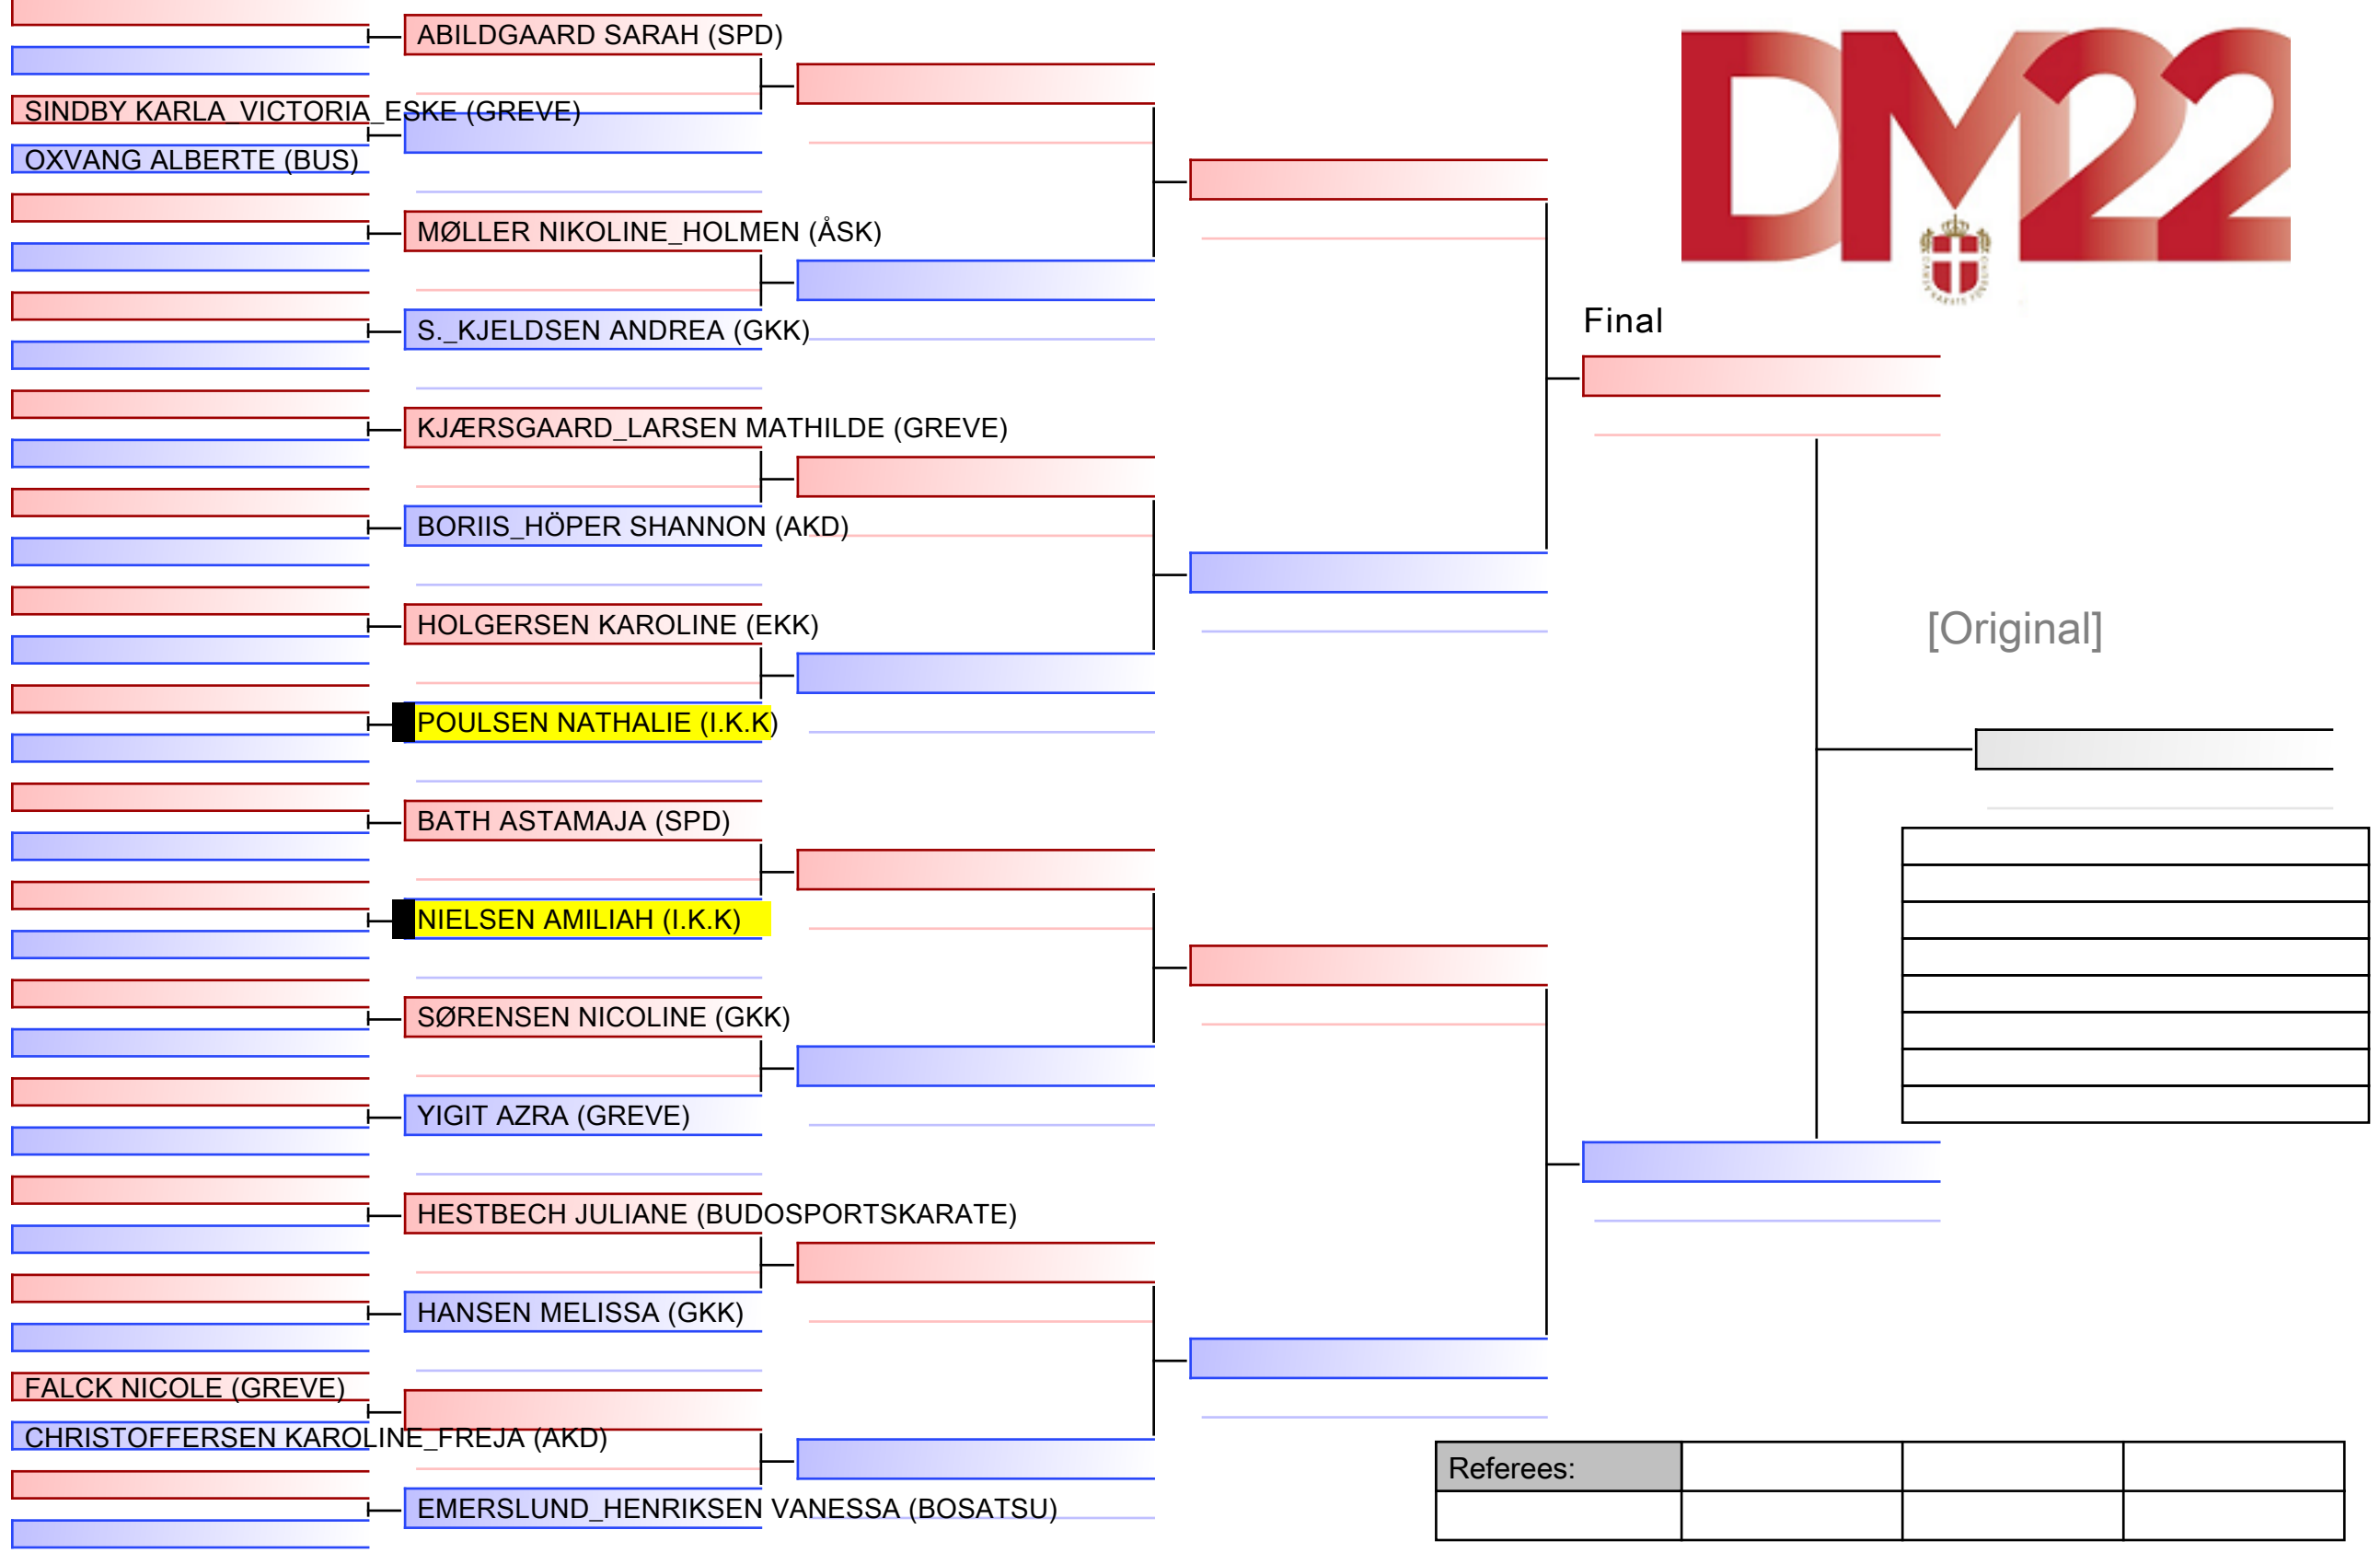 ABILDGAARD SARAH (SPD)
SINDBY KARLA_VICTORIA_ESKE (GREVE)
OXVANG ALBERTE (BUS)
MØLLER NIKOLINE_HOLMEN (ÅSK)
S._KJELDSEN ANDREA (GKK)
KJÆRSGAARD_LARSEN MATHILDE (GREVE)
BORIIS_HÖPER SHANNON (AKD)
HOLGERSEN KAROLINE (EKK)
POULSEN NATHALIE (I.K.K)
BATH ASTAMAJA (SPD)
NIELSEN AMILIAH (I.K.K)
SØRENSEN NICOLINE (GKK)
YIGIT AZRA (GREVE)
HESTBECH JULIANE (BUDOSPORTSKARATE)
HANSEN MELISSA (GKK)
FALCK NICOLE (GREVE)
CHRISTOFFERSEN KAROLINE_FREJA (AKD)
EMERSLUND_HENRIKSEN VANESSA (BOSATSU)
DM22
Final
[Original]
Referees: